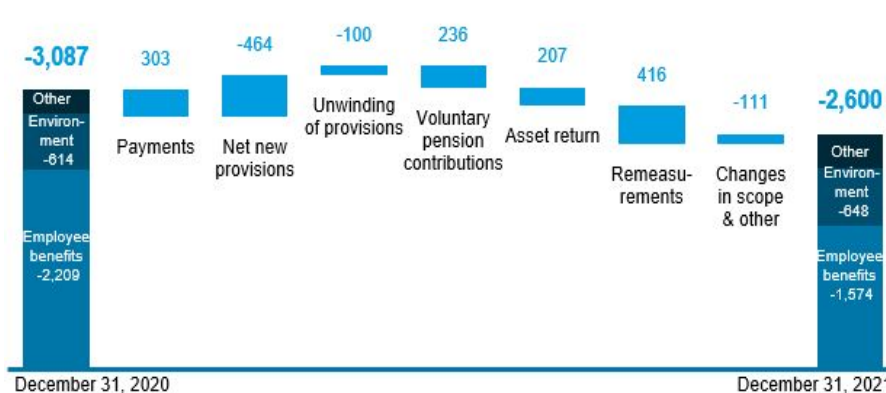 -3,087
303
-464
-100
236
207
416
-111
-2,600
Other
Environ-
ment
-614
Employee
benefits
-2,209
Payments
Net new
provisions
Unwinding
of provisions
Voluntary
pension
contributions
Asset return
Remeasu-
rements
Changes
in scope
& other
Other
Environ-
ment
-648
Employee
benefits
-1,574
December 31, 2020
December 31, 2021